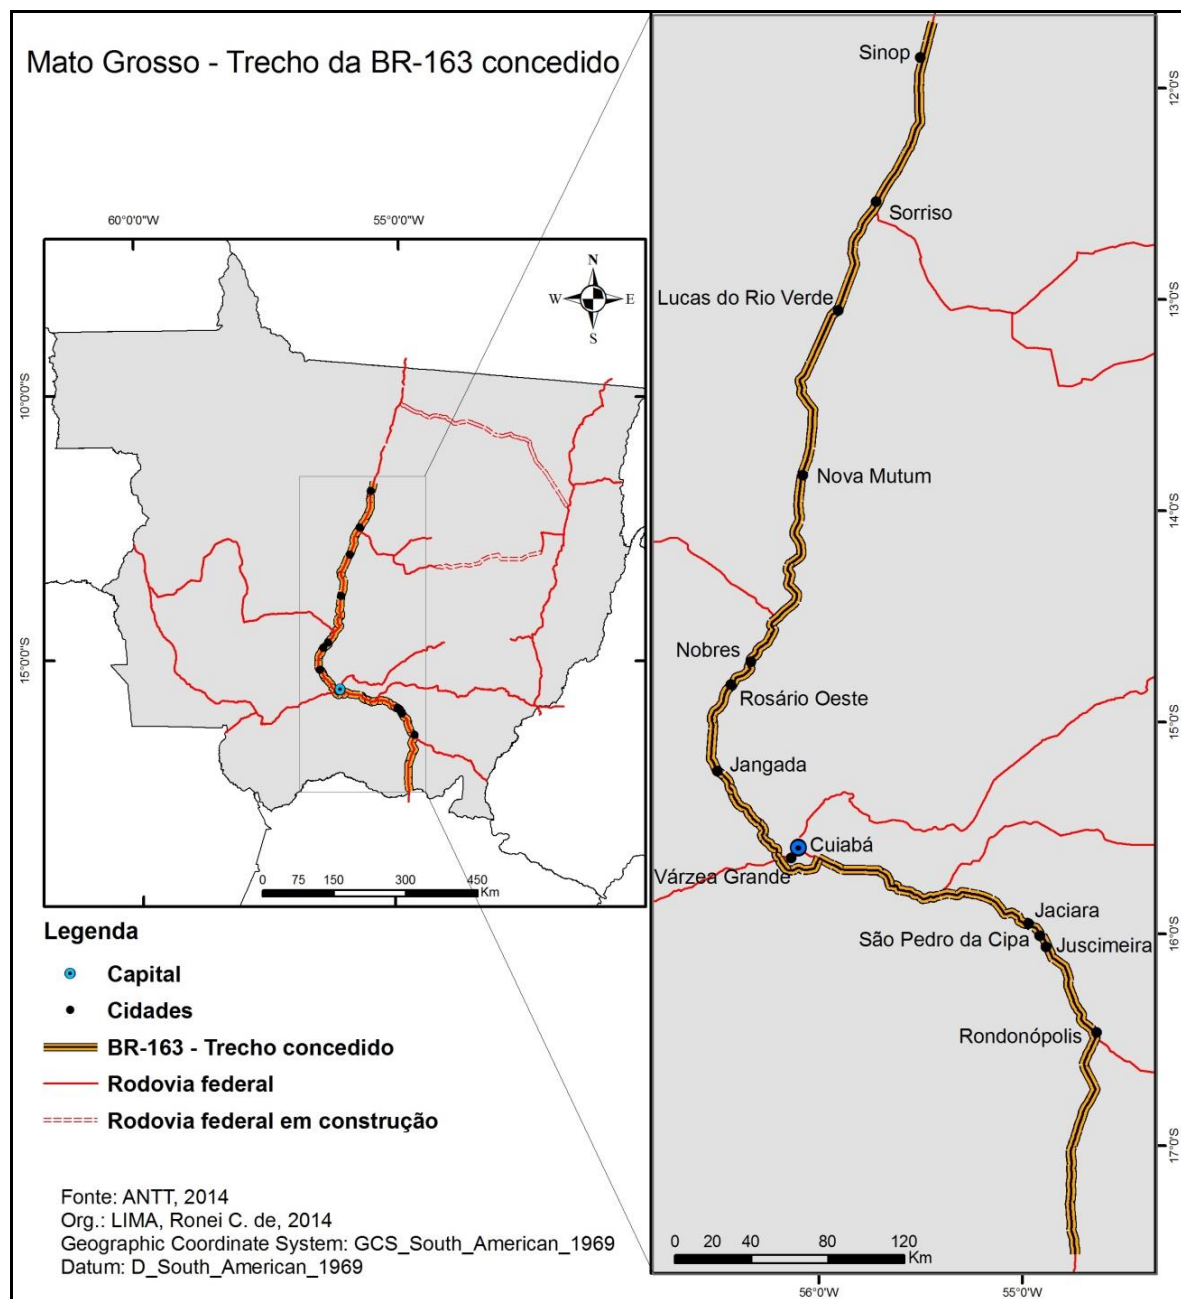 Mato Grosso - Trecho da BR-163 concedido
60°0'0"W
55°0'0"W
N
W
E
S
10°0'0"S
15°0'0"S
0 75 150 300 450
Km
Legenda
Capital
Cidades
BR-163 - Trecho concedido
Rodovia federal
Rodovia federal em construção
Fonte: ANTT, 2014
Org.: LIMA, Ronei C. de, 2014
Geographic Coordinate System: GCS_South_American_1969
Datum: D_South_American_1969
Sinop
12°0'S
Sorriso
Lucas do Rio Verde
13°0'S
Nova Mutum
14°0'S
Nobres
Rosário Oeste
15°0'S
Jangada
Cuiabá
Várzea Grande
Jaciara
São Pedro da Cipa
Juscimeira
16°0'S
Rondonópolis
17°0'S
0 20 40 80 120
Km
56°0'W
55°0'W